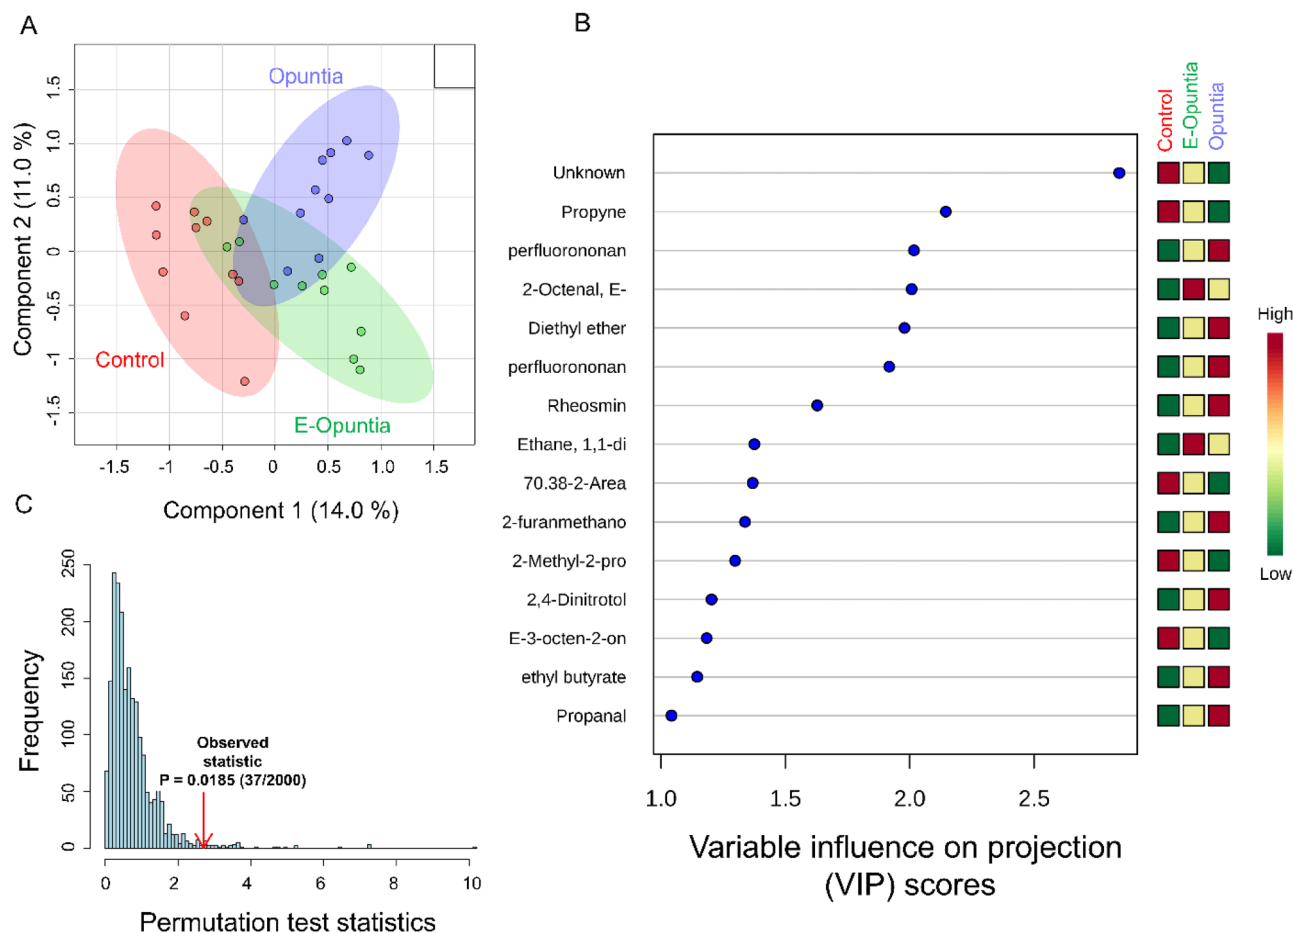 A
Opuntia
Control
E-Opuntia
Component 2 (11.0 %)
1.5
1.0
0.5
0
-0.5
-1
-1.5
-1.5
-1
-0.5
0
0.5
1.0
1.5
Component 1 (14.0 %)
B
Control
E-Opuntia
Opuntia
Unknown
Propyne
perfluorononan
2-Octenal, E-
Diethyl ether
perfluorononan
Rheosmin
Ethane, 1,1-di
70.38-2-Area
2-furanmethano
2-Methyl-2-pro
2,4-Dinitrotol
E-3-octen-2-on
ethyl butyrate
Propanal
1.0
1.5
2.0
2.5
Variable influence on projection
(VIP) scores
High
Low
C
Frequency
250
200
150
100
50
0
Observed
statistic
P = 0.0185 (37/2000)
0
2
4
6
8
10
Permutation test statistics